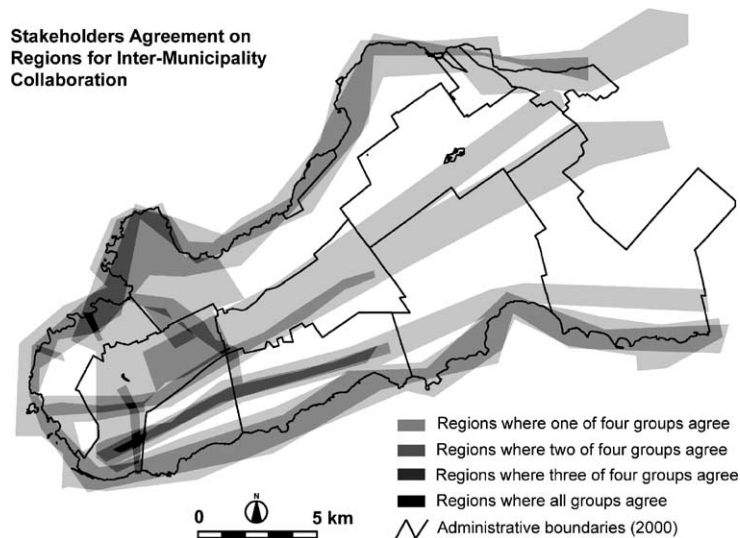 Stakeholders Agreement on
Regions for Inter-Municipality
Collaboration
Regions where one of four groups agree
Regions where two of four groups agree
Regions where three of four groups agree
Regions where all groups agree
Administrative boundaries (2000)
N
0 5 km